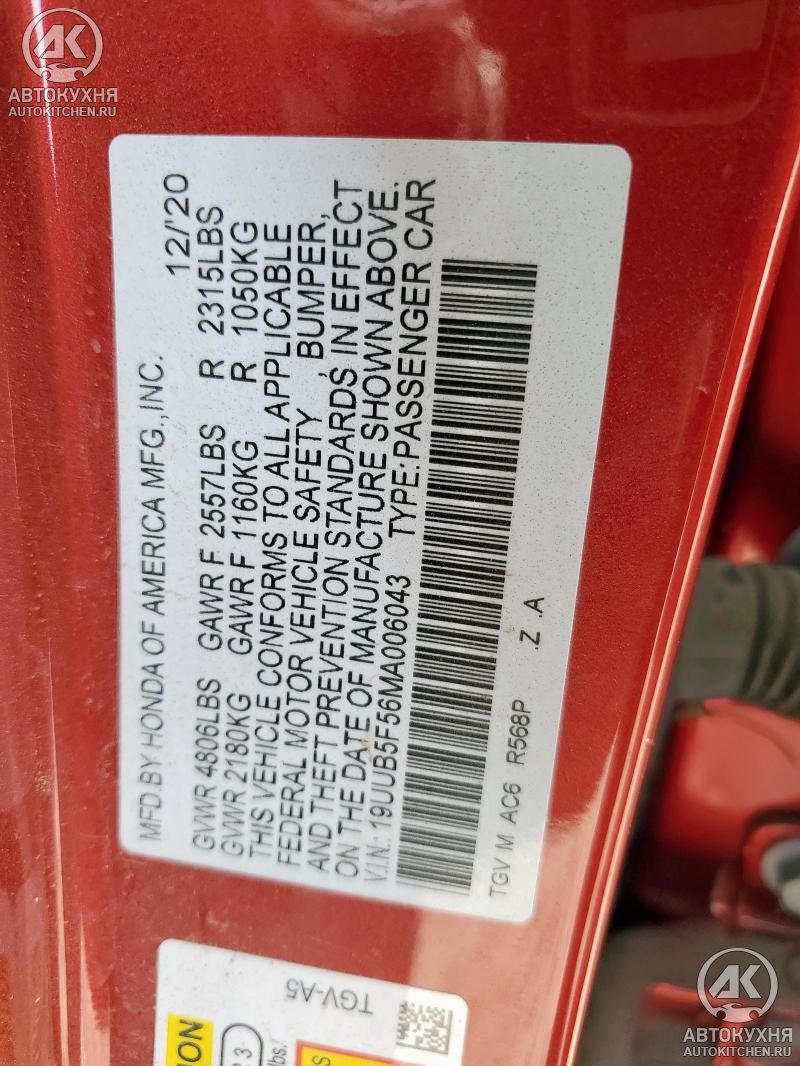 AK
АВТОКУХНЯ
AUTOKITCHEN.RU
MFD.BY HONDA OF AMERICA MFG.,INC. 12/'20
GVWR 4806LBS GAWR F 2557LBS R 2315LBS
GVWR 2180KG GAWR F 1160KG R 1050KG
THIS VEHICLE CONFORMS TO ALL APPLICABLE
FEDERAL MOTOR VEHICLE SAFETY , BUMPER,
AND THEFT PREVENTION STANDARDS IN EFFECT
ON THE DATE OF MANUFACTURE SHOWN ABOVE.
V.I.N.: 19UUB5F56MA006043 TYPE:PASSENGER CAR
TGV M AC6 R568P .Z .A
TGV-A5
AK
АВТОКУХНЯ
AUTOKITCHEN.RU